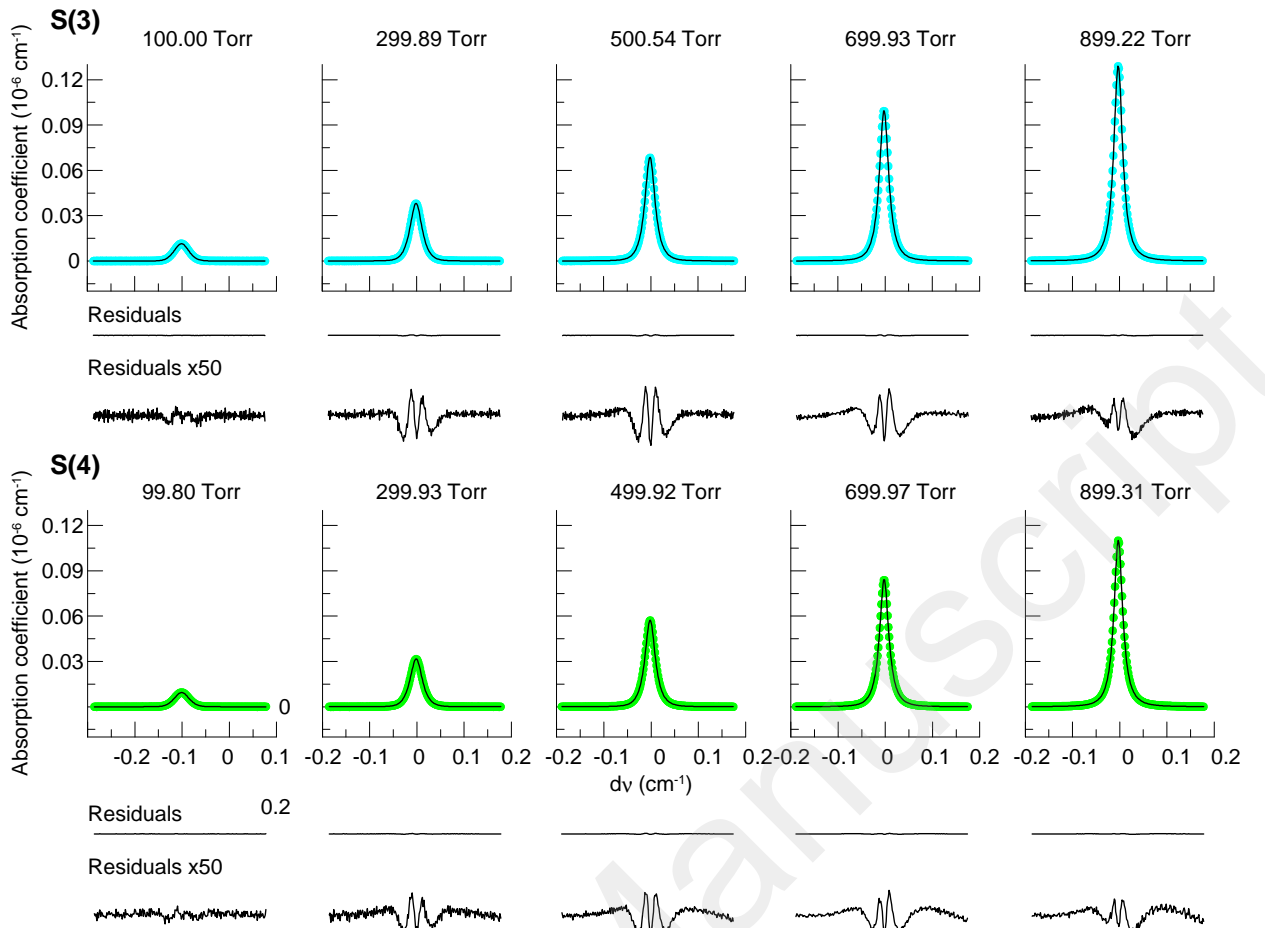 S(3)
100.00 Torr 299.89 Torr 500.54 Torr 699.93 Torr 899.22 Torr
Absorption coefficient (10⁻⁶ cm⁻¹)
0.12
0.09
0.06
0.03
0
Residuals
Residuals x50
S(4)
99.80 Torr 299.93 Torr 499.92 Torr 699.97 Torr 899.31 Torr
Absorption coefficient (10⁻⁶ cm⁻¹)
0.12
0.09
0.06
0.03
0
-0.2 -0.1 0 0.1 -0.2 -0.1 0 0.1 0.2 -0.2 -0.1 0 0.1 0.2 -0.2 -0.1 0 0.1 0.2 -0.2 -0.1 0 0.1 0.2
dν (cm⁻¹)
0.2
Residuals
Residuals x50
Manuscript